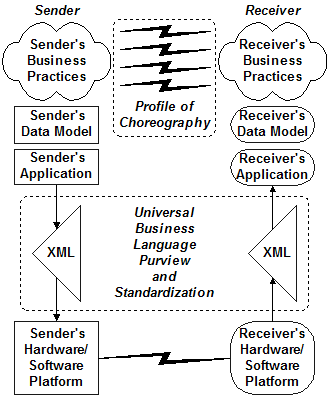 Sender
Receiver
Sender's
Business
Practices
Profile of
Choreography
Receiver's
Business
Practices
Sender's
Data Model
Receiver's
Data Model
Sender's
Application
Receiver's
Application
XML
Universal
Business
Language
Purview
and
Standardization
XML
Sender's
Hardware/
Software
Platform
Receiver's
Hardware/
Software
Platform